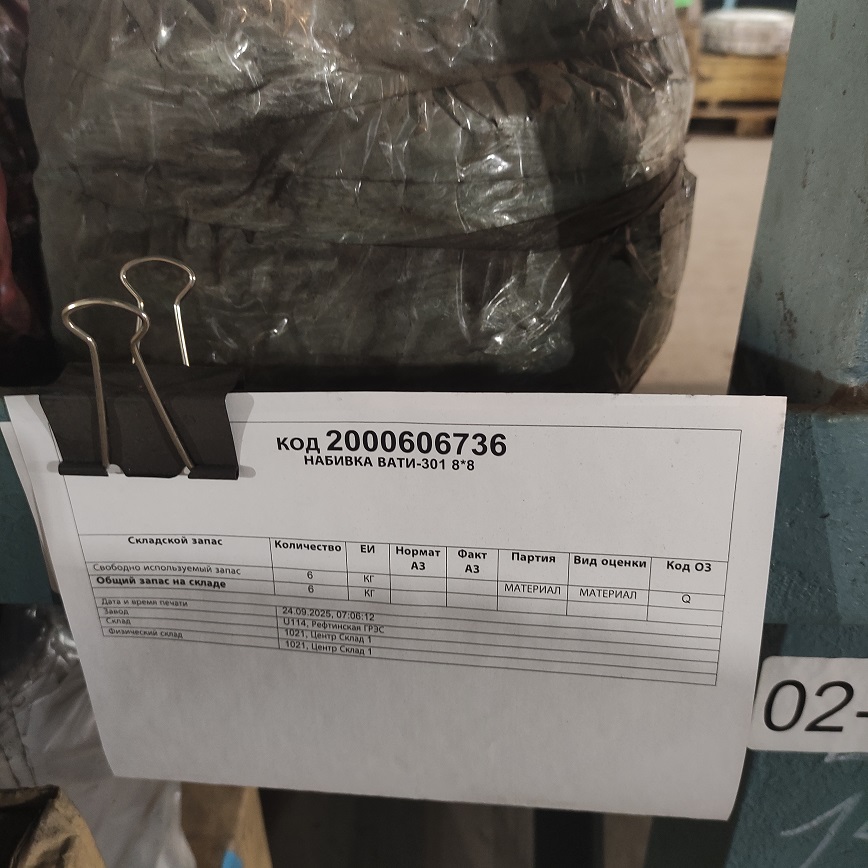 код 2000606736
НАБИВКА ВАТИ-301 8*8
Складской запас Количество ЕИ Нормат АЗ Факт АЗ Партия Вид оценки Код ОЗ
Свободно используемый запас 6 КГ МАТЕРИАЛ МАТЕРИАЛ Q
Общий запас на складе 6 КГ
Дата и время печати 24.09.2025, 07:06:12
Завод U114, Рефтинская ГРЭС
Склад 1021, Центр Склад 1
Физический склад 1021, Центр Склад 1
02-